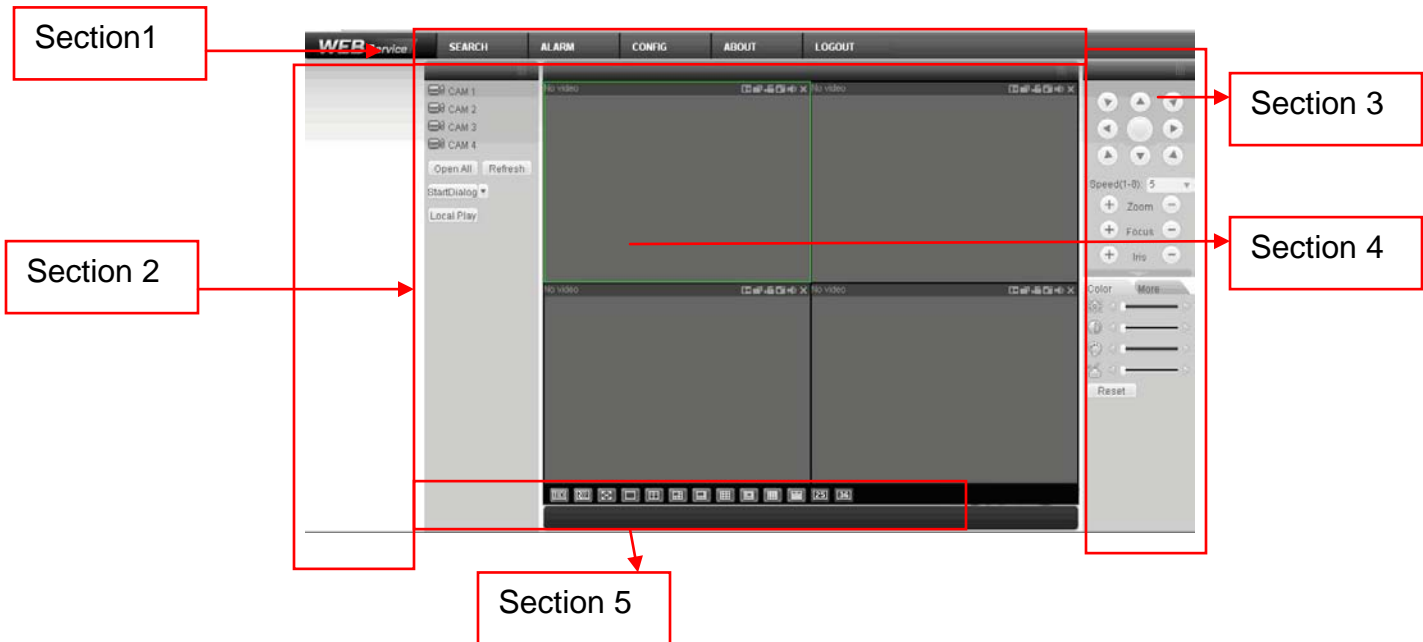 Section1
WEB Service
SEARCH
ALARM
CONFIG
ABOUT
LOGOUT
CAM 1
CAM 2
CAM 3
CAM 4
Open All
Refresh
StartDialog
Local Play
No video
No video
No video
No video
Speed(1-8): 5
Zoom
Focus
Iris
Color
More
Reset
25
36
Section 2
Section 3
Section 4
Section 5